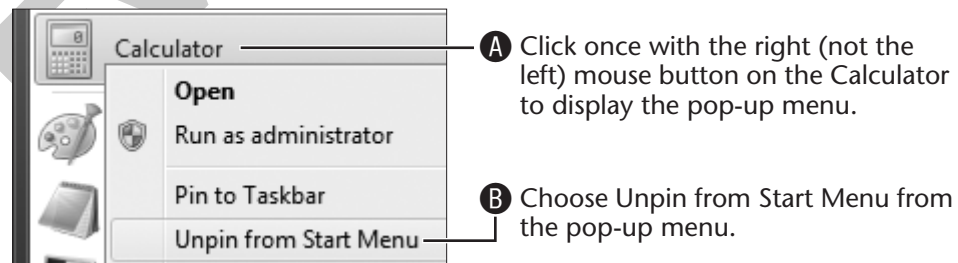 Calculator
Open
Run as administrator
Pin to Taskbar
Unpin from Start Menu
A Click once with the right (not the
left) mouse button on the Calculator
to display the pop-up menu.
B Choose Unpin from Start Menu from
the pop-up menu.